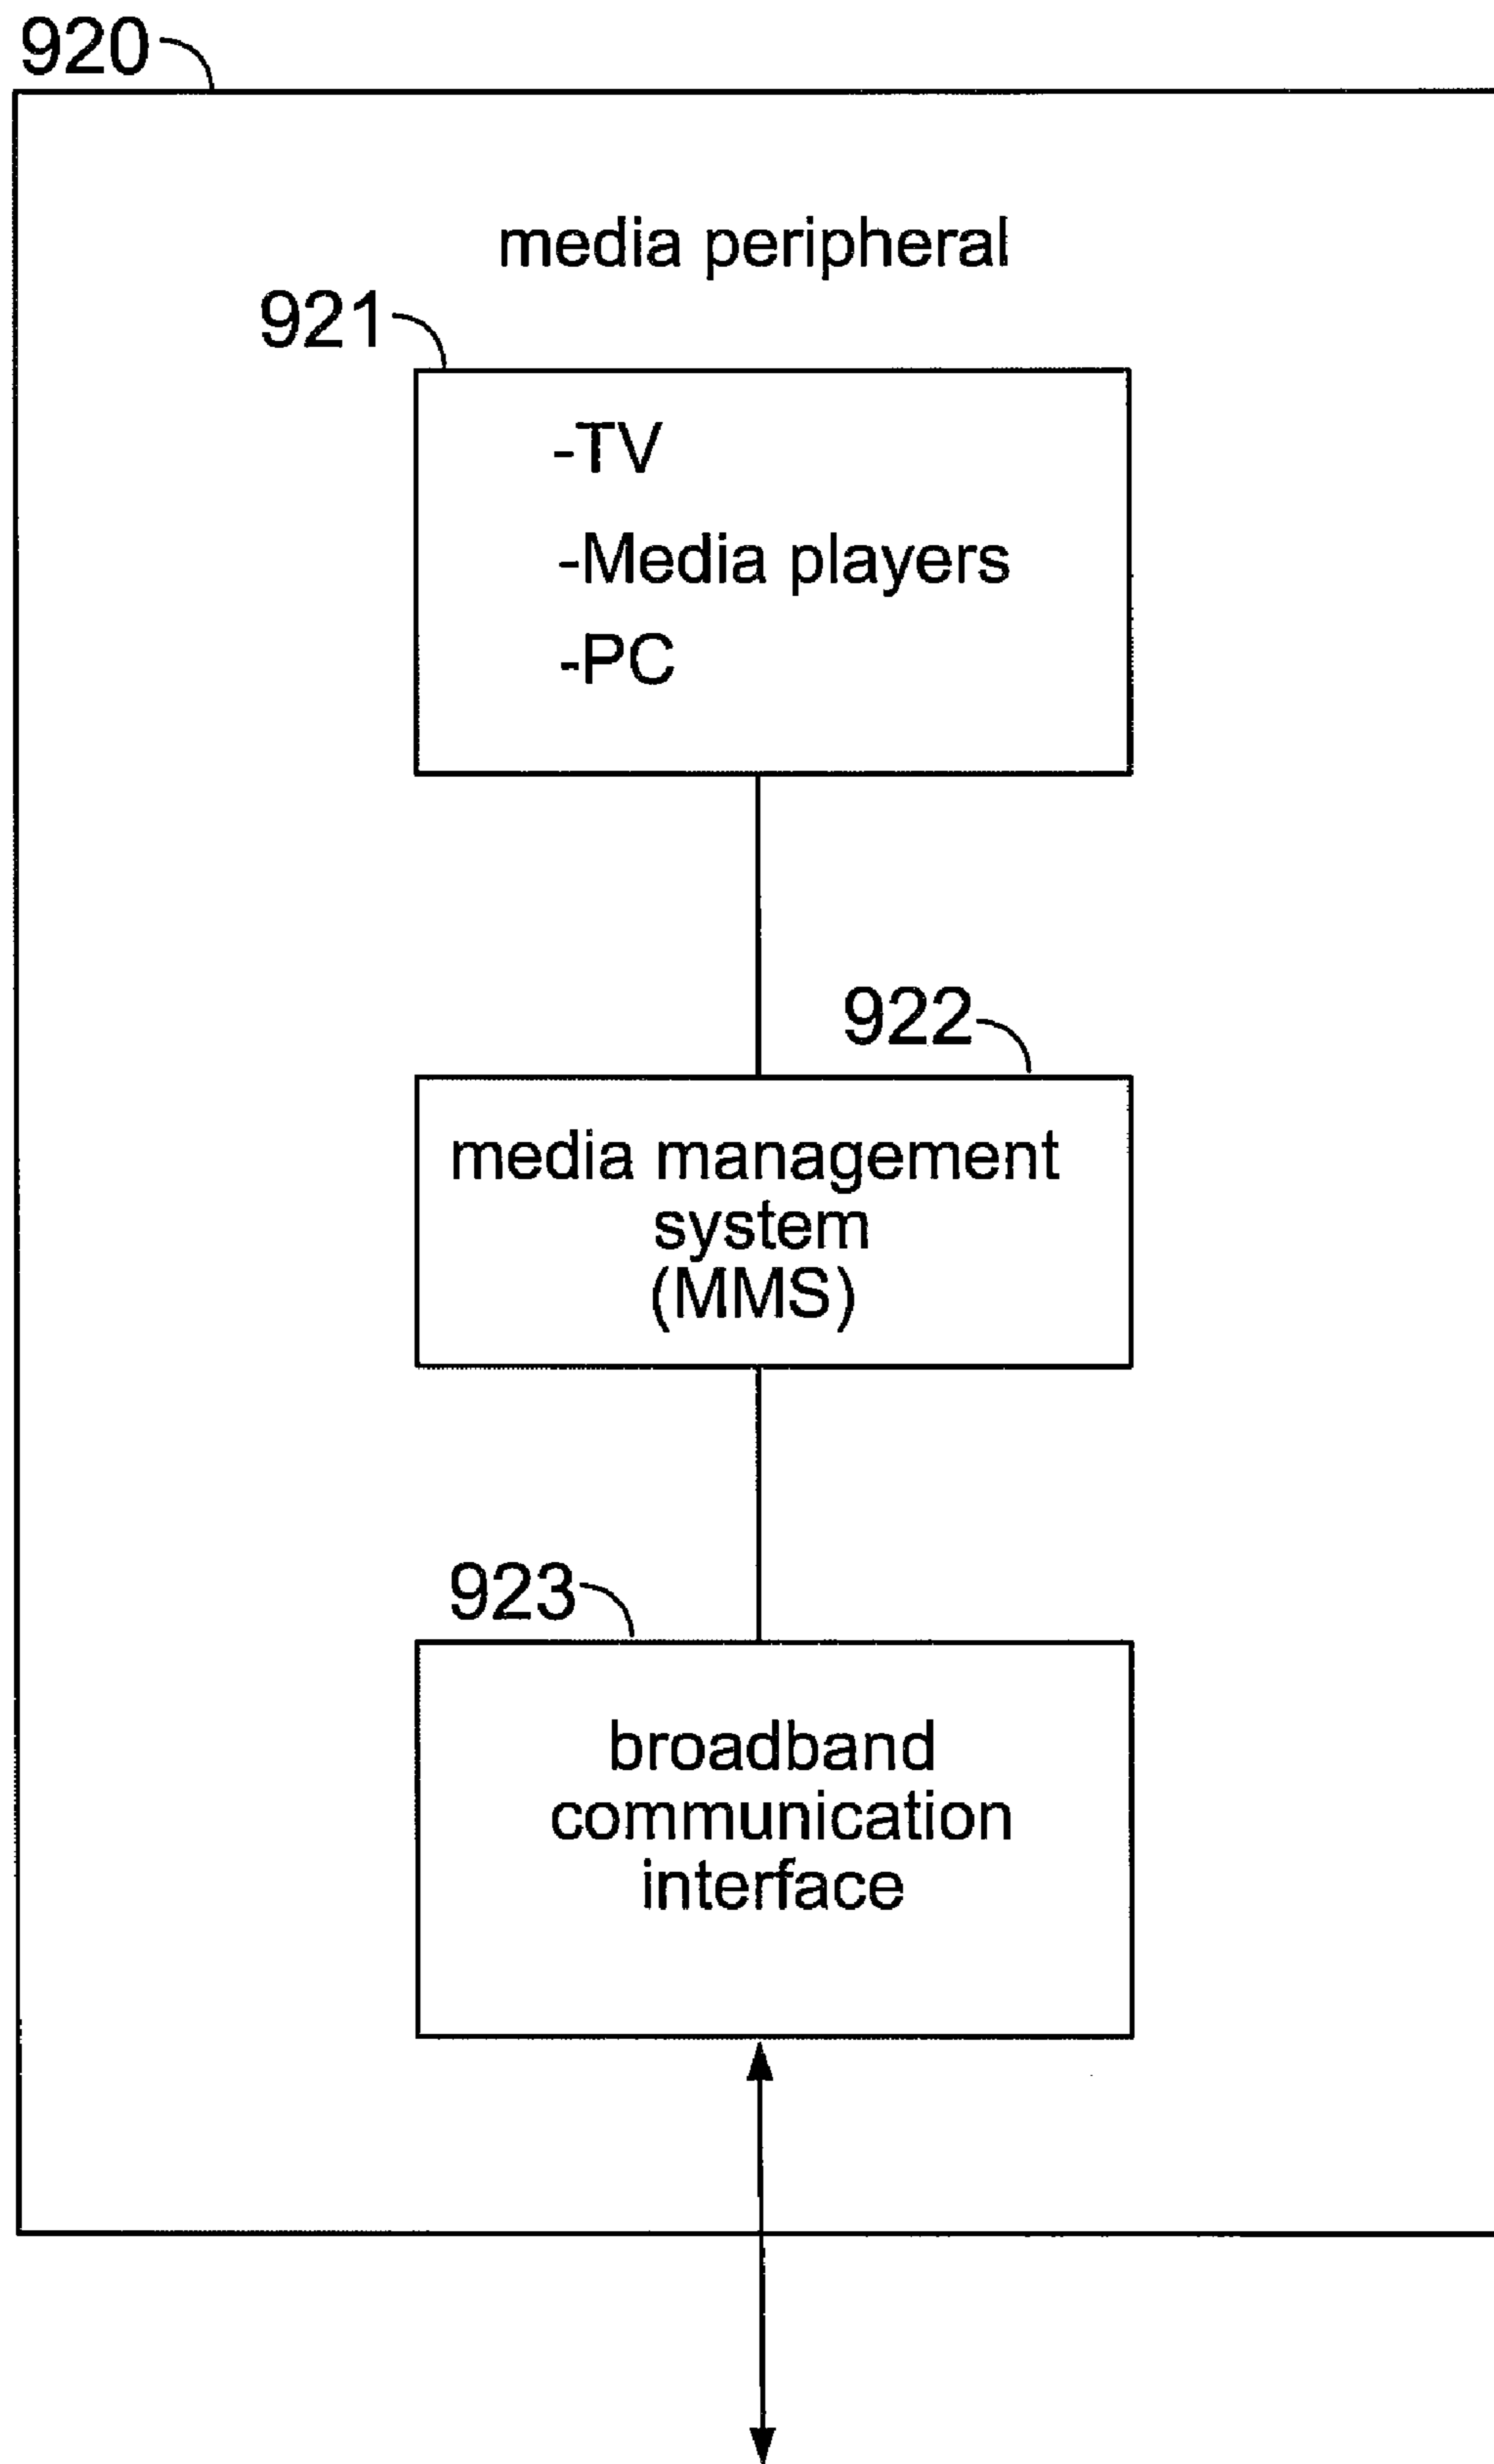 920
media peripheral
921
-TV
-Media players
-PC
922
media management
system
(MMS)
923
broadband
communication
interface